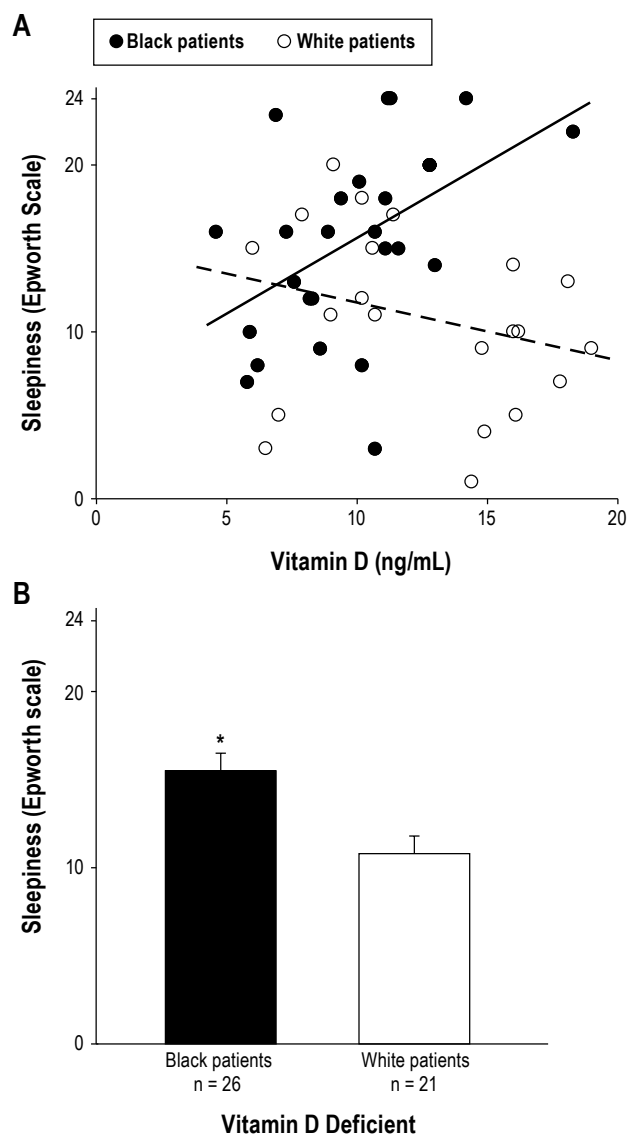 A
Black patients White patients
24
20
10
0
0 5 10 15 20
Sleepiness (Epworth Scale)
Vitamin D (ng/mL)
B
24
20
10
0
Sleepiness (Epworth scale)
*
Black patients White patients
n = 26 n = 21
Vitamin D Deficient